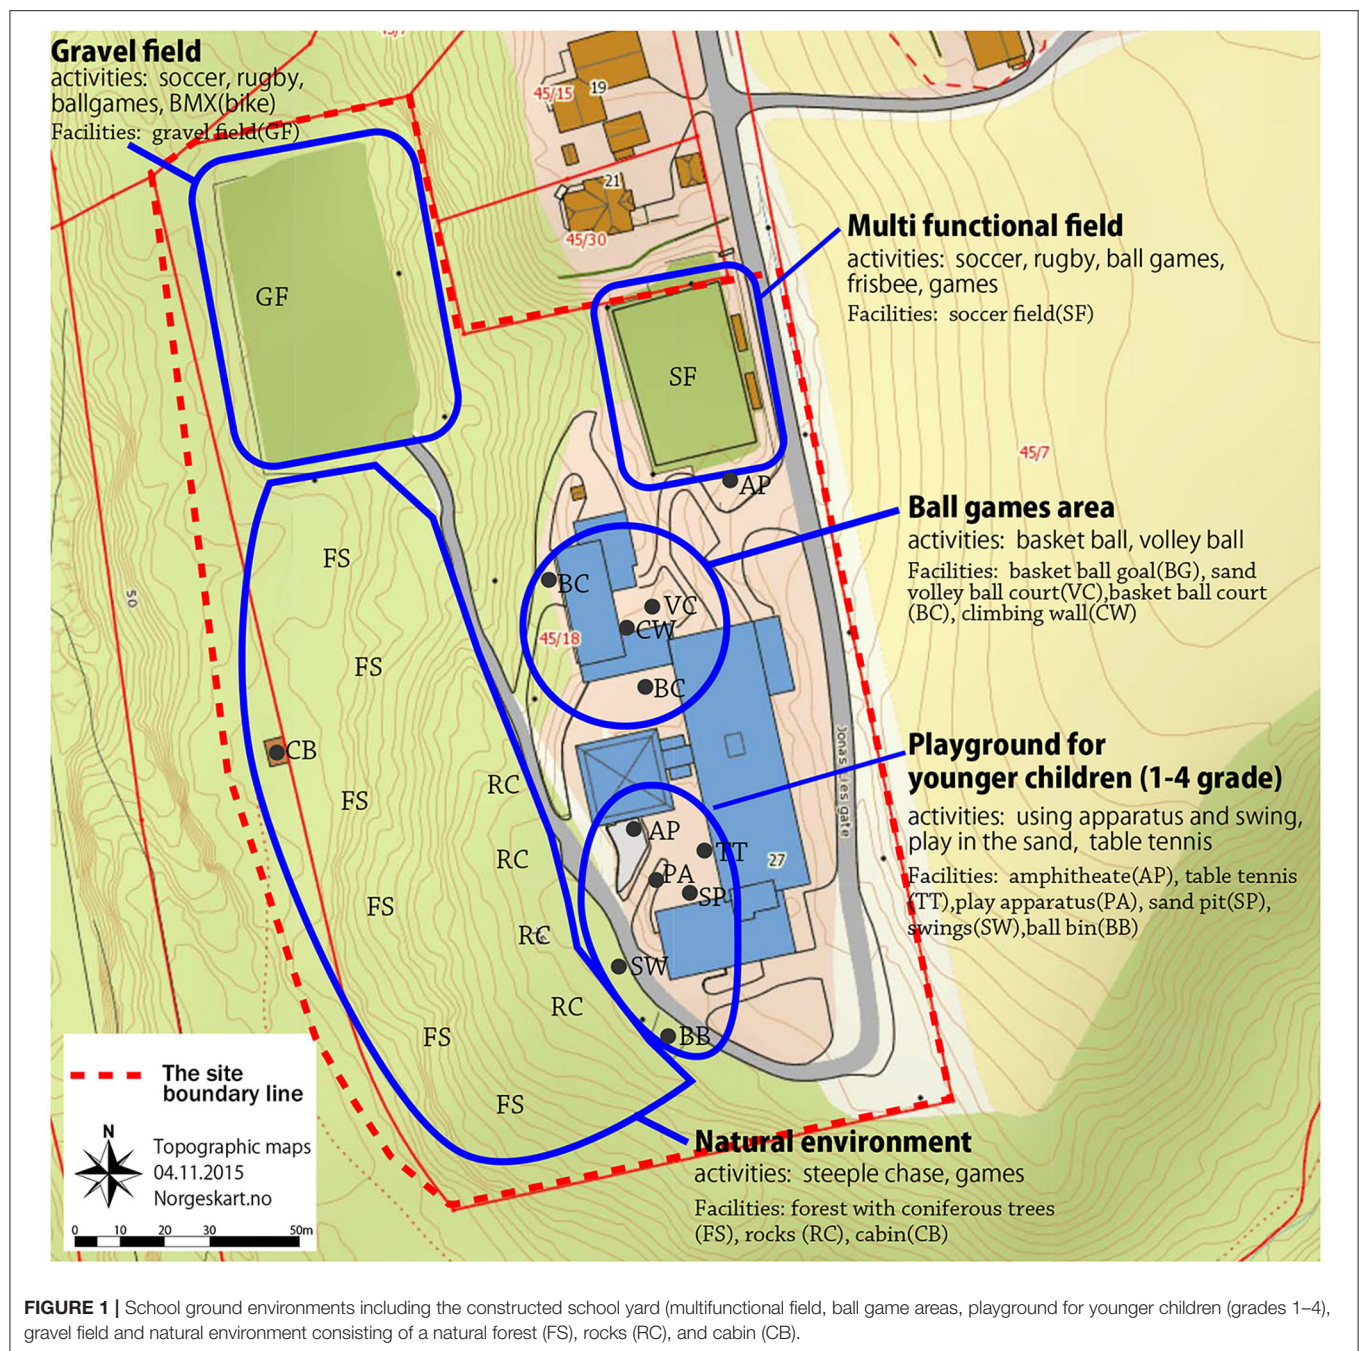 Gravel field
activities: soccer, rugby,
ballgames, BMX(bike)
Facilities: gravel field(GF)
45/15
19
21
45/30
Multi functional field
activities: soccer, rugby, ball games,
frisbee, games
Facilities: soccer field(SF)
GF
SF
45/7
AP
Ball games area
activities: basket ball, volley ball
Facilities: basket ball goal(BG), sand
volley ball court(VC),basket ball court
(BC), climbing wall(CW)
FS
BC
50
VC
CW
45/18
FS
BC
CB
RC
FS
Playground for
younger children (1-4 grade)
activities: using apparatus and swing,
play in the sand, table tennis
Facilities: amphitheate(AP), table tennis
(TT),play apparatus(PA), sand pit(SP),
swings(SW),ball bin(BB)
AP
TT
27
RC
PA
SP
FS
RC
SW
RC
FS
BB
FS
The site
boundary line
N
Topographic maps
04.11.2015
Norgeskart.no
0 10 20 30 50m
Natural environment
activities: steeple chase, games
Facilities: forest with coniferous trees
(FS), rocks (RC), cabin(CB)
FIGURE 1 | School ground environments including the constructed school yard (multifunctional field, ball game areas, playground for younger children (grades 1–4),
gravel field and natural environment consisting of a natural forest (FS), rocks (RC), and cabin (CB).